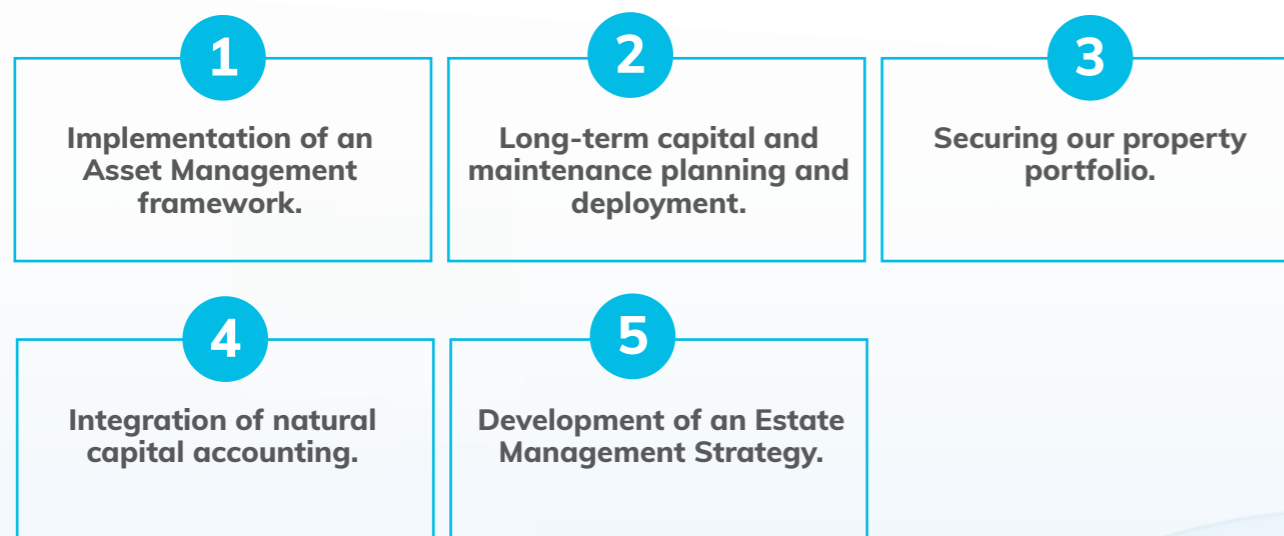 1
Implementation of an
Asset Management
framework.
2
Long-term capital and
maintenance planning and
deployment.
3
Securing our property
portfolio.
4
Integration of natural
capital accounting.
5
Development of an Estate
Management Strategy.